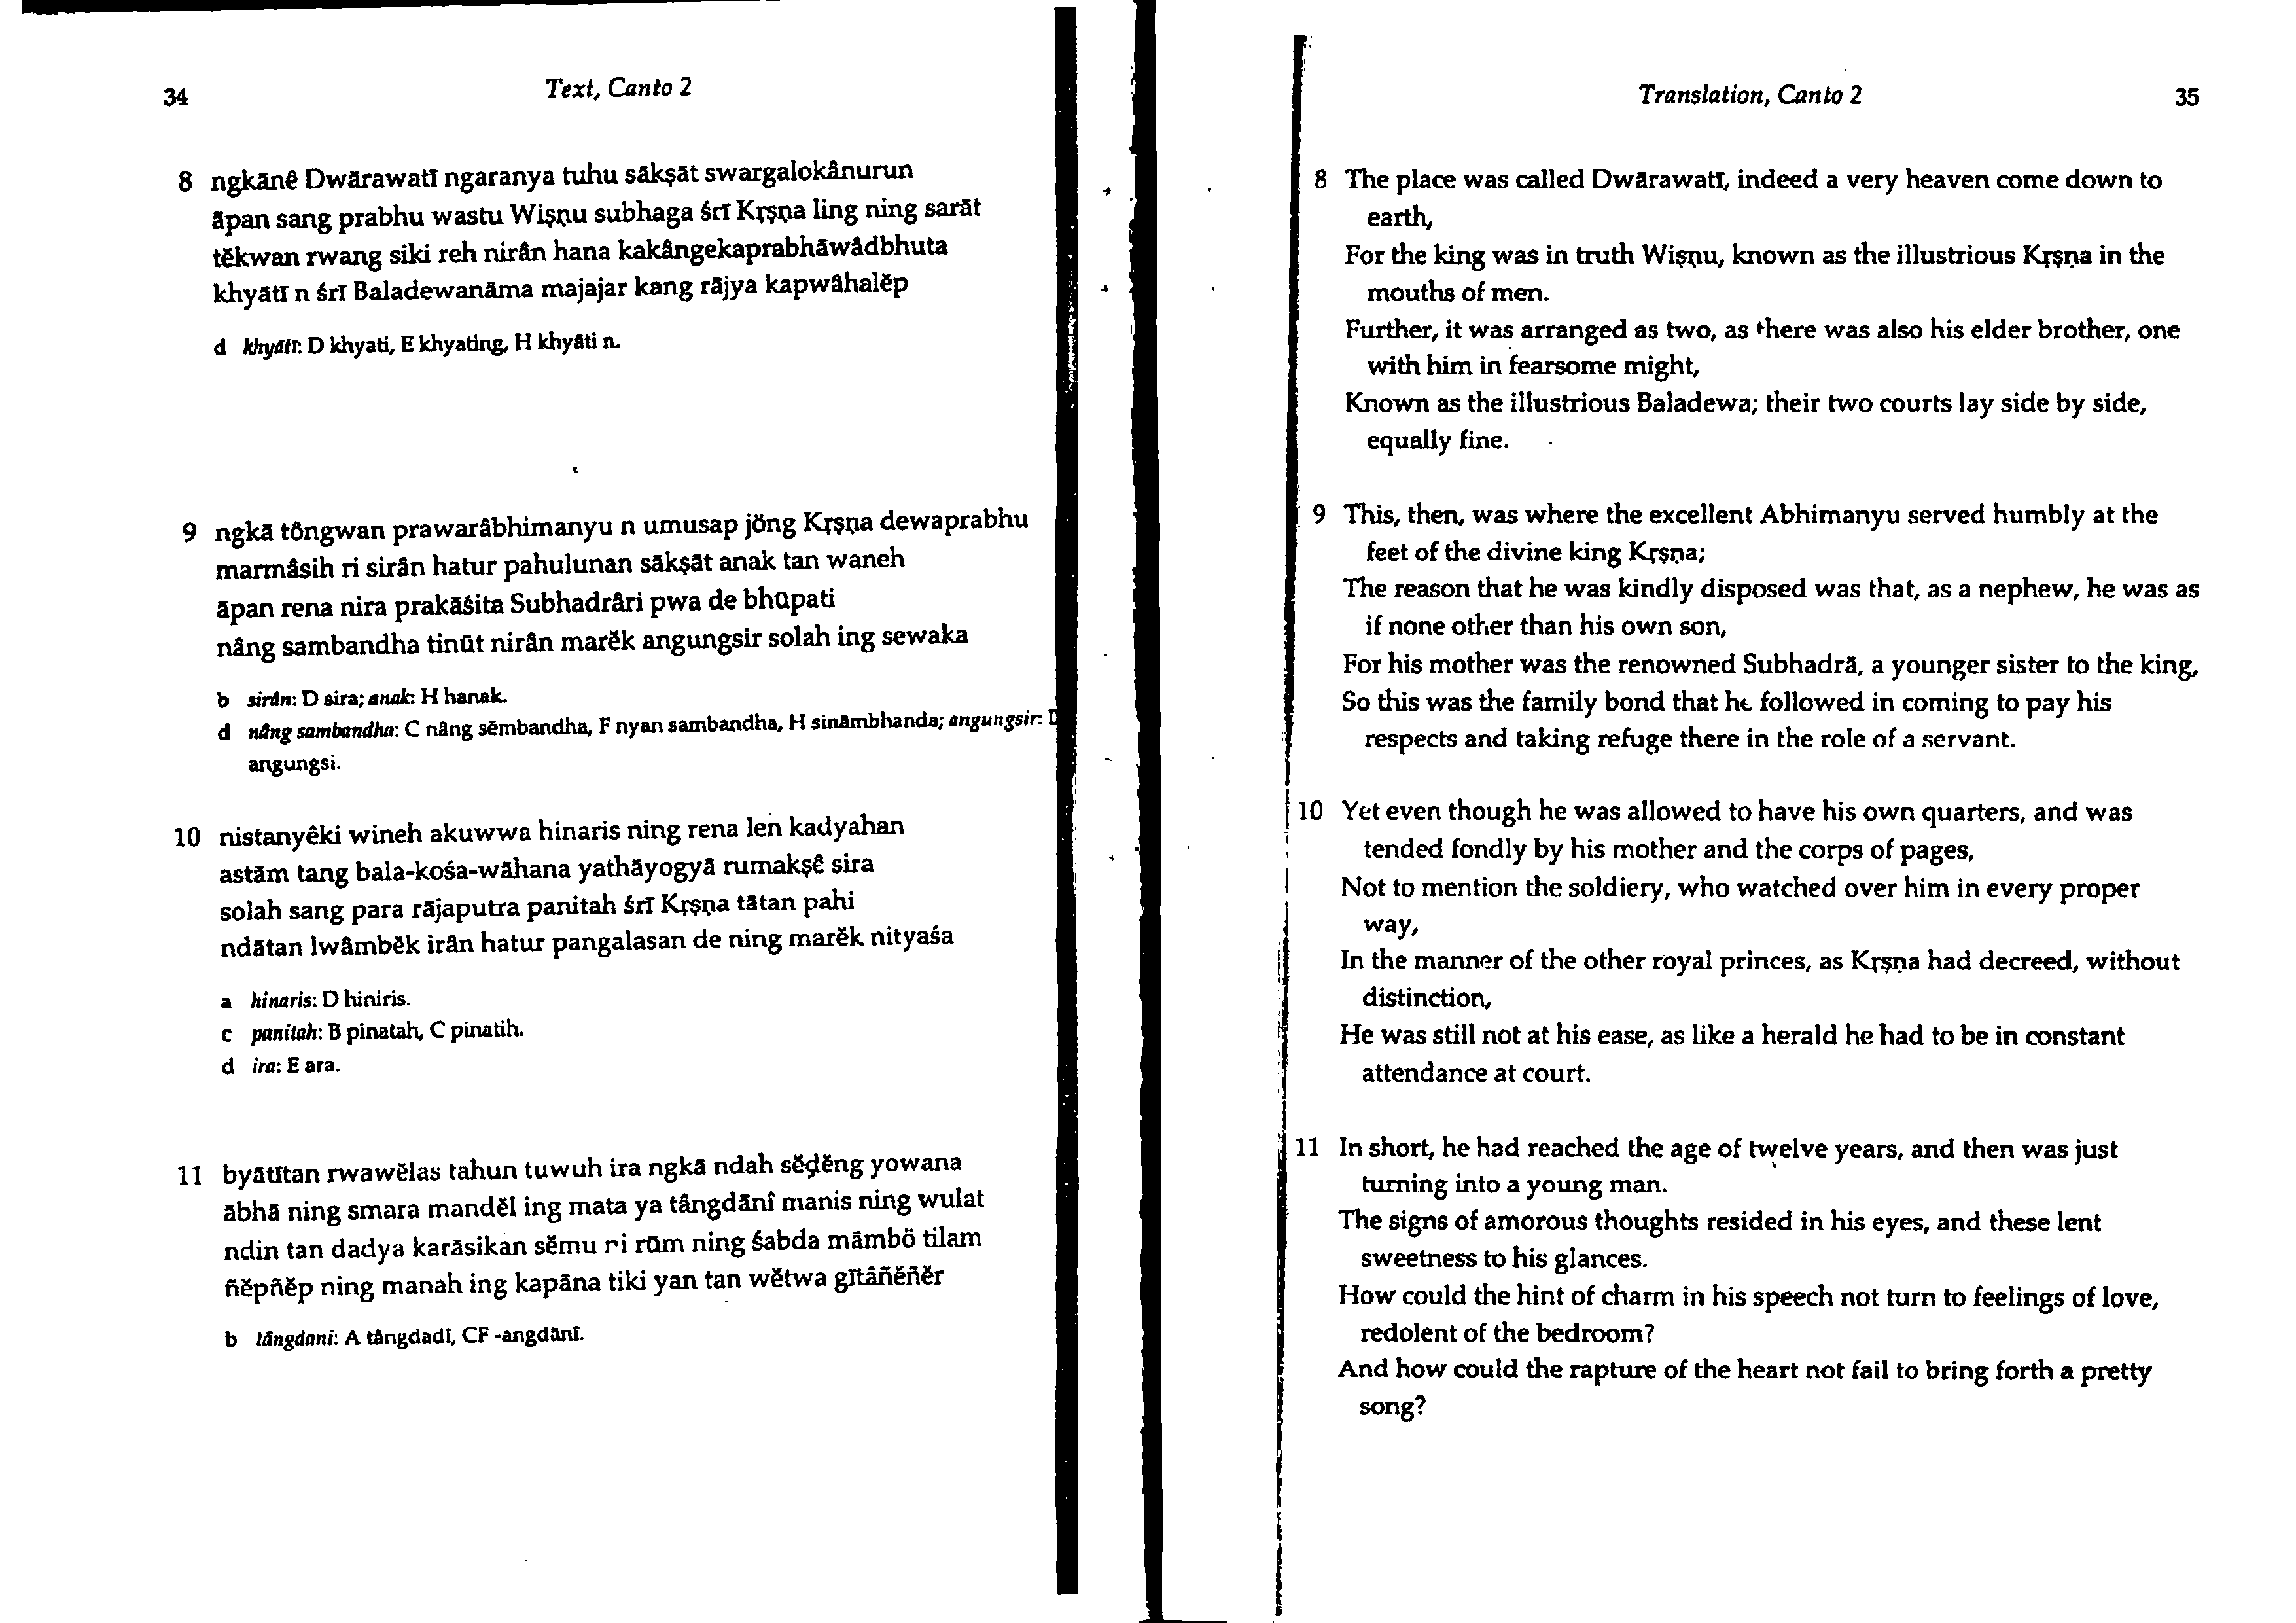 34
Text, Canto 2
8 ngkānê Dwārawatī ngaranya tuhu sākṣāt swargalokânurun
āpan sang prabhu wastu Wiṣṇu subhaga śrī Kṛṣṇa ling ning sarāt
tĕkwan rwang siki reh nirân hana kakângekaprabhāwâdbhuta
khyātī n śrī Baladewanāma majajar kang rājya kapwâhalĕp
d khyātī: D khyati, E khyating, H khyāti n.
9 ngkā tôngwan prawarâbhimanyu n umusap jöng Kṛṣṇa dewaprabhu
marmâsih ri sirân hatur pahulunan sākṣāt anak tan waneh
āpan rena nira prakāśita Subhadrâri pwa de bhūpati
nâng sambandha tinūt nirân marĕk angungsir solah ing sewaka
b sirân: D sira; anak: H hanak.
d nâng sambandha: C nâng sĕmbandha, F nyan sambandha, H sināmbhanda; angungsir: D
angungsi.
10 nistanyêki wineh akuwwa hinaris ning rena len kadyahan
astām tang bala-kośa-wāhana yathāyogyā rumakṣê sira
solah sang para rājaputra panitah śrī Kṛṣṇa tātan pahi
ndātan lwâmbĕk irân hatur pangalasan de ning marĕk nityaśa
a hinaris: D hiniris.
c panitah: B pinatah, C pinatih.
d ira: E ara.
11 byātītan rwawĕlas tahun tuwuh ira ngkā ndah sĕḍĕng yowana
ābhā ning smara mandĕl ing mata ya tângdānî manis ning wulat
ndin tan dadya karāsikan sĕmu ri rūm ning śabda māmbö tilam
ñĕpñĕp ning manah ing kapāna tiki yan tan wĕtwa gītâñĕñĕr
b tângdani: A tângdadî, CF -angdānî.
Translation, Canto 2
35
8 The place was called Dwārawatī, indeed a very heaven come down to
earth,
For the king was in truth Wiṣṇu, known as the illustrious Kṛṣṇa in the
mouths of men.
Further, it was arranged as two, as there was also his elder brother, one
with him in fearsome might,
Known as the illustrious Baladewa; their two courts lay side by side,
equally fine.
9 This, then, was where the excellent Abhimanyu served humbly at the
feet of the divine king Kṛṣṇa;
The reason that he was kindly disposed was that, as a nephew, he was as
if none other than his own son,
For his mother was the renowned Subhadrā, a younger sister to the king,
So this was the family bond that he followed in coming to pay his
respects and taking refuge there in the role of a servant.
10 Yet even though he was allowed to have his own quarters, and was
tended fondly by his mother and the corps of pages,
Not to mention the soldiery, who watched over him in every proper
way,
In the manner of the other royal princes, as Kṛṣṇa had decreed, without
distinction,
He was still not at his ease, as like a herald he had to be in constant
attendance at court.
11 In short, he had reached the age of twelve years, and then was just
turning into a young man.
The signs of amorous thoughts resided in his eyes, and these lent
sweetness to his glances.
How could the hint of charm in his speech not turn to feelings of love,
redolent of the bedroom?
And how could the rapture of the heart not fail to bring forth a pretty
song?